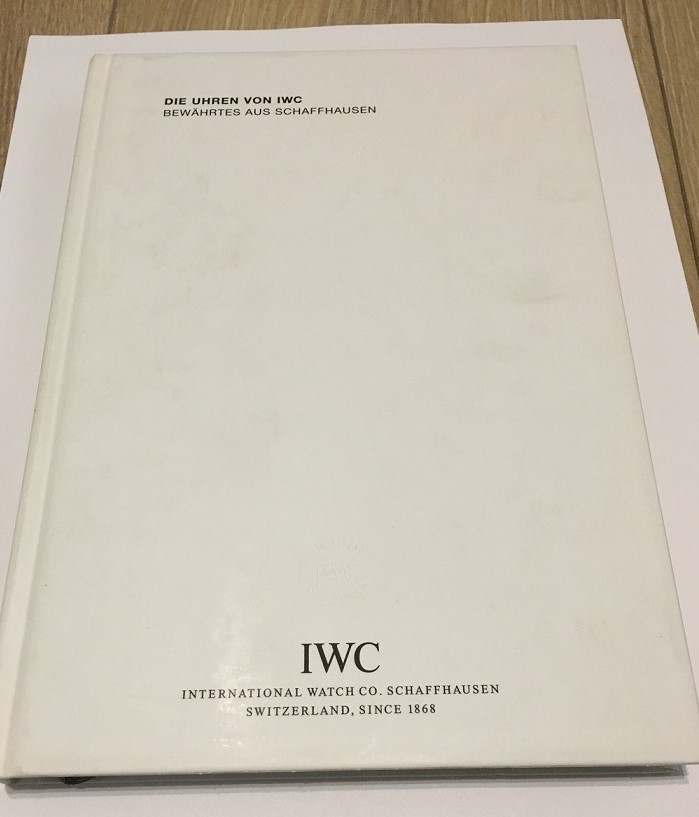 DIE UHREN VON IWC
BEWÄHRTES AUS SCHAFFHAUSEN
IWC
INTERNATIONAL WATCH CO. SCHAFFHAUSEN
SWITZERLAND, SINCE 1868